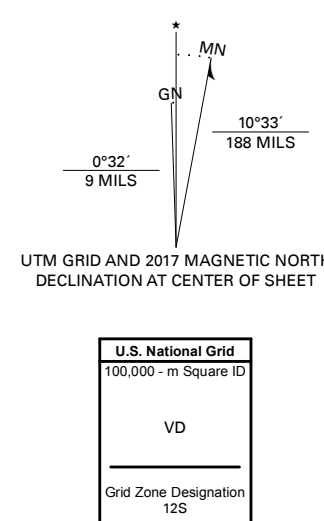 ★
MN
GN
10°33´
188 MILS
0°32´
9 MILS
UTM GRID AND 2017 MAGNETIC NORTH
DECLINATION AT CENTER OF SHEET
U.S. National Grid
100,000 - m Square ID
VD
Grid Zone Designation
12S